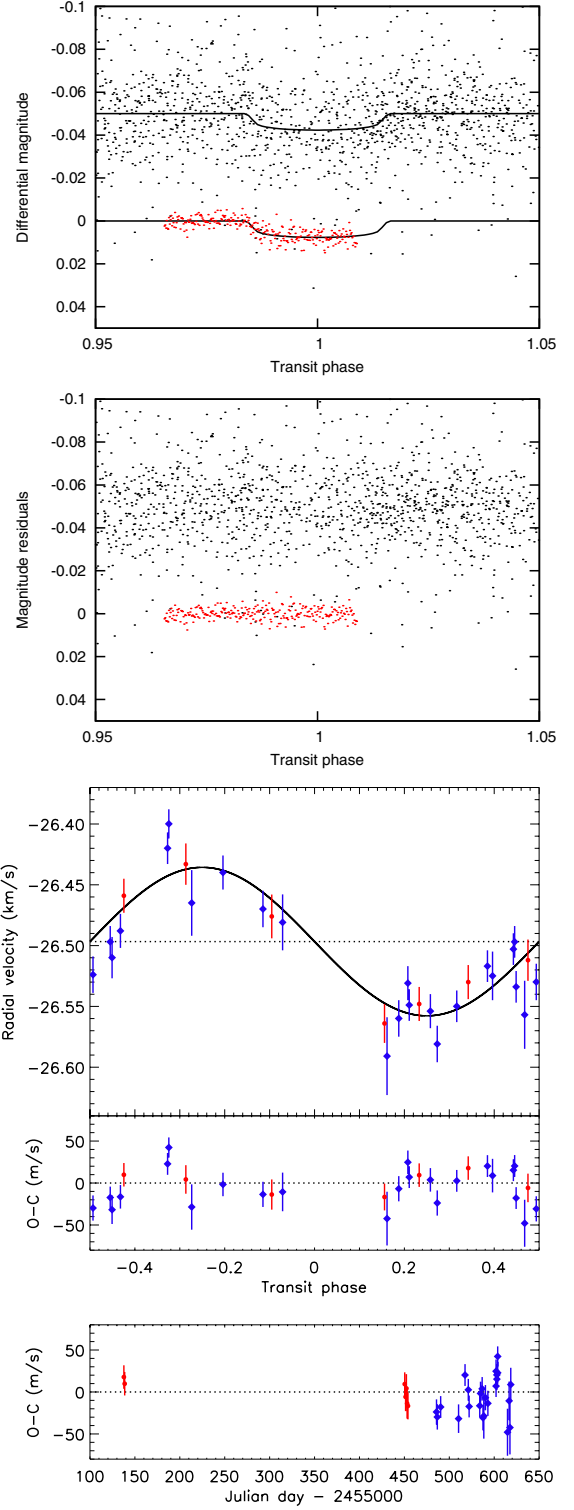 -0.1
-0.08
-0.06
-0.04
-0.02
0
0.02
0.04
Differential magnitude
0.95 1 1.05
Transit phase
-0.1
-0.08
-0.06
-0.04
-0.02
0
0.02
0.04
Magnitude residuals
0.95 1 1.05
Transit phase
−26.40
−26.45
−26.50
−26.55
−26.60
Radial velocity (km/s)
50
0
−50
O−C (m/s)
−0.4 −0.2 0 0.2 0.4
Transit phase
50
0
−50
O−C (m/s)
100 150 200 250 300 350 400 450 500 550 600 650
Julian day − 2455000